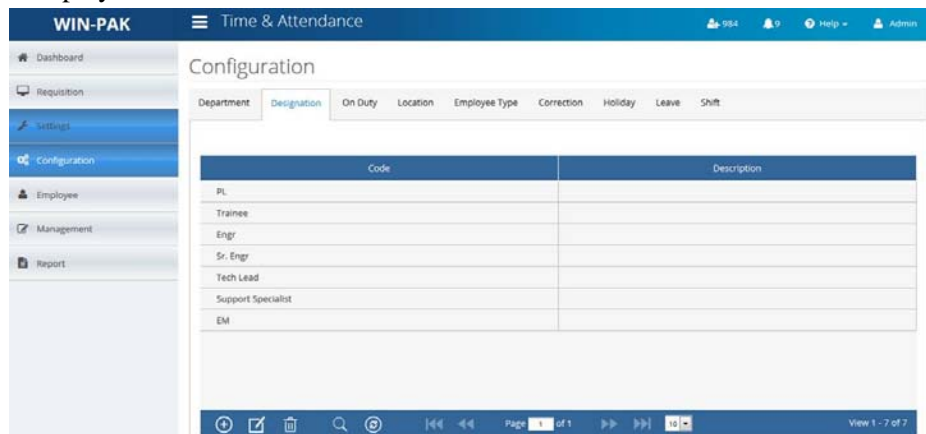 WIN-PAK
Time & Attendance
984
9
Help
Admin
Dashboard
Requisition
Settings
Configuration
Employee
Management
Report
Configuration
Department Designation On Duty Location Employee Type Correction Holiday Leave Shift
Code Description
PL
Trainee
Engr
Sr. Engr
Tech Lead
Support Specialist
EM
Page 1 of 1 10 View 1 - 7 of 7